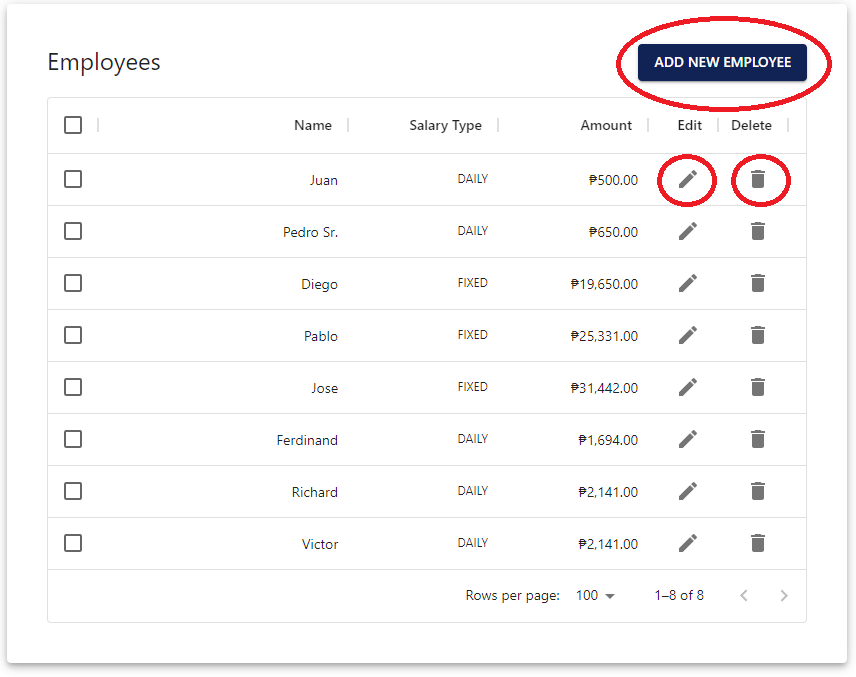 Employees
ADD NEW EMPLOYEE
Name Salary Type Amount Edit Delete
Juan DAILY ₱500.00
Pedro Sr. DAILY ₱650.00
Diego FIXED ₱19,650.00
Pablo FIXED ₱25,331.00
Jose FIXED ₱31,442.00
Ferdinand DAILY ₱1,694.00
Richard DAILY ₱2,141.00
Victor DAILY ₱2,141.00
Rows per page: 100 1–8 of 8